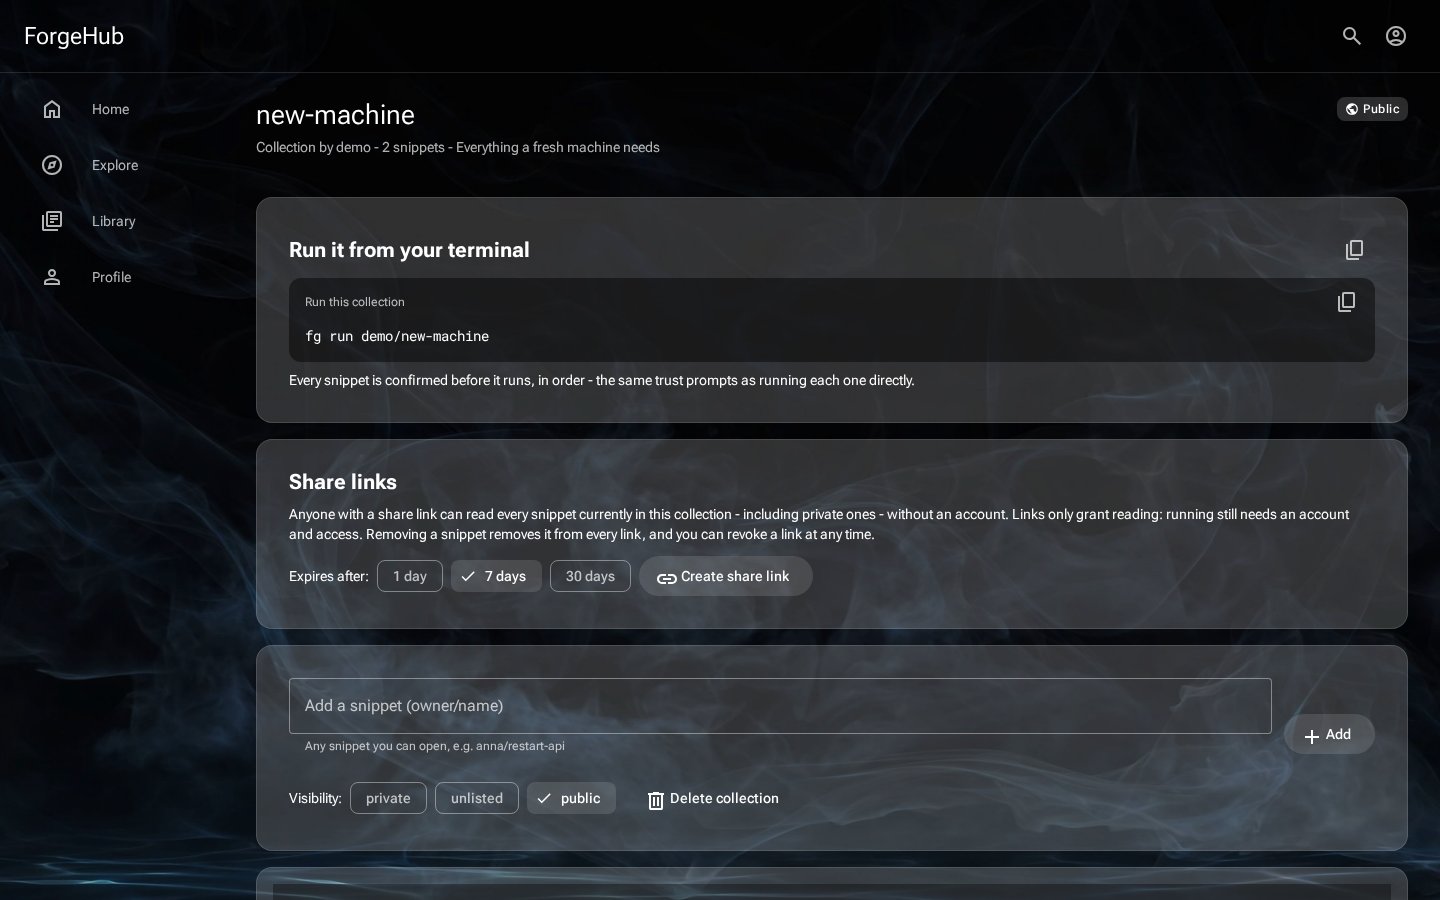 ForgeHub
Home
Explore
Library
Profile
new-machine
Public
Collection by demo - 2 snippets - Everything a fresh machine needs
Run it from your terminal
Run this collection
fg run demo/new-machine
Every snippet is confirmed before it runs, in order - the same trust prompts as running each one directly.
Share links
Anyone with a share link can read every snippet currently in this collection - including private ones - without an account. Links only grant reading: running still needs an account
and access. Removing a snippet removes it from every link, and you can revoke a link at any time.
Expires after: 1 day 7 days 30 days Create share link
Add a snippet (owner/name)
Any snippet you can open, e.g. anna/restart-api
Add
Visibility: private unlisted public Delete collection